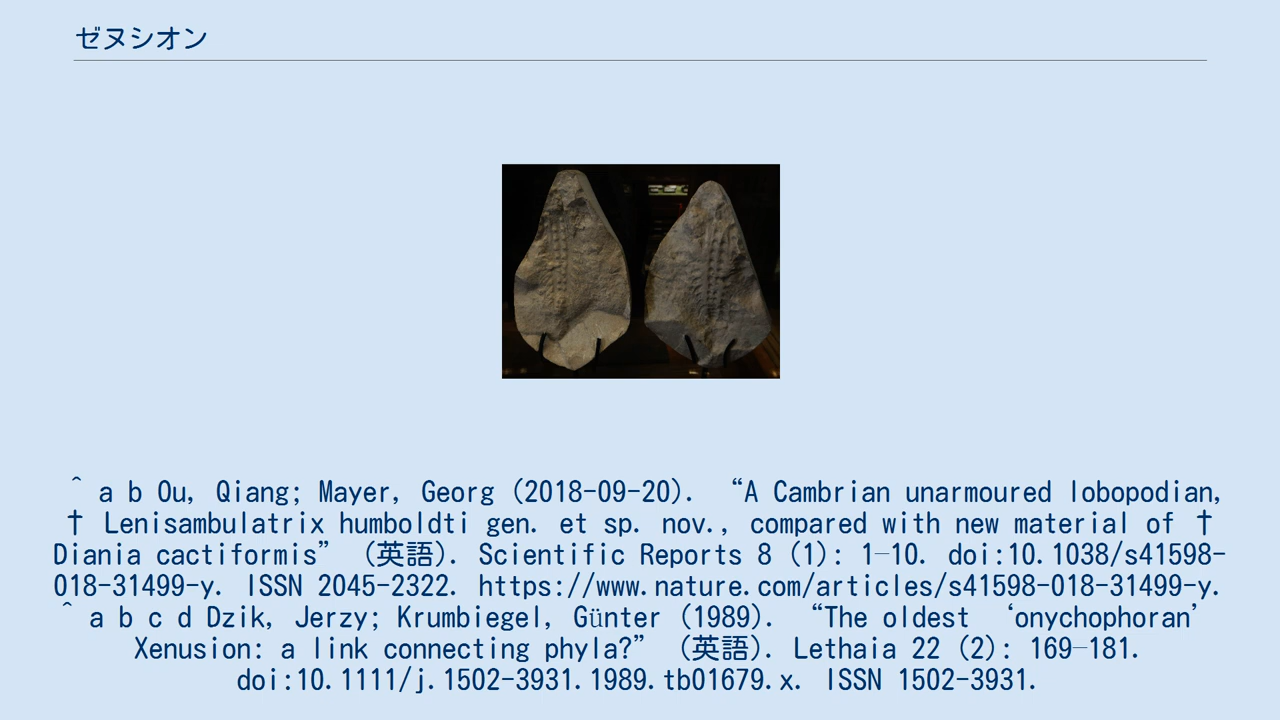 ゼヌシオン
^ a b Ou, Qiang; Mayer, Georg (2018-09-20). “A Cambrian unarmoured lobopodian,
† Lenisambulatrix humboldti gen. et sp. nov., compared with new material of †
Diania cactiformis” (英語). Scientific Reports 8 (1): 1–10. doi:10.1038/s41598-
018-31499-y. ISSN 2045-2322. https://www.nature.com/articles/s41598-018-31499-y.
^ a b c d Dzik, Jerzy; Krumbiegel, Günter (1989). “The oldest ‘onychophoran’
Xenusion: a link connecting phyla?” (英語). Lethaia 22 (2): 169–181.
doi:10.1111/j.1502-3931.1989.tb01679.x. ISSN 1502-3931.